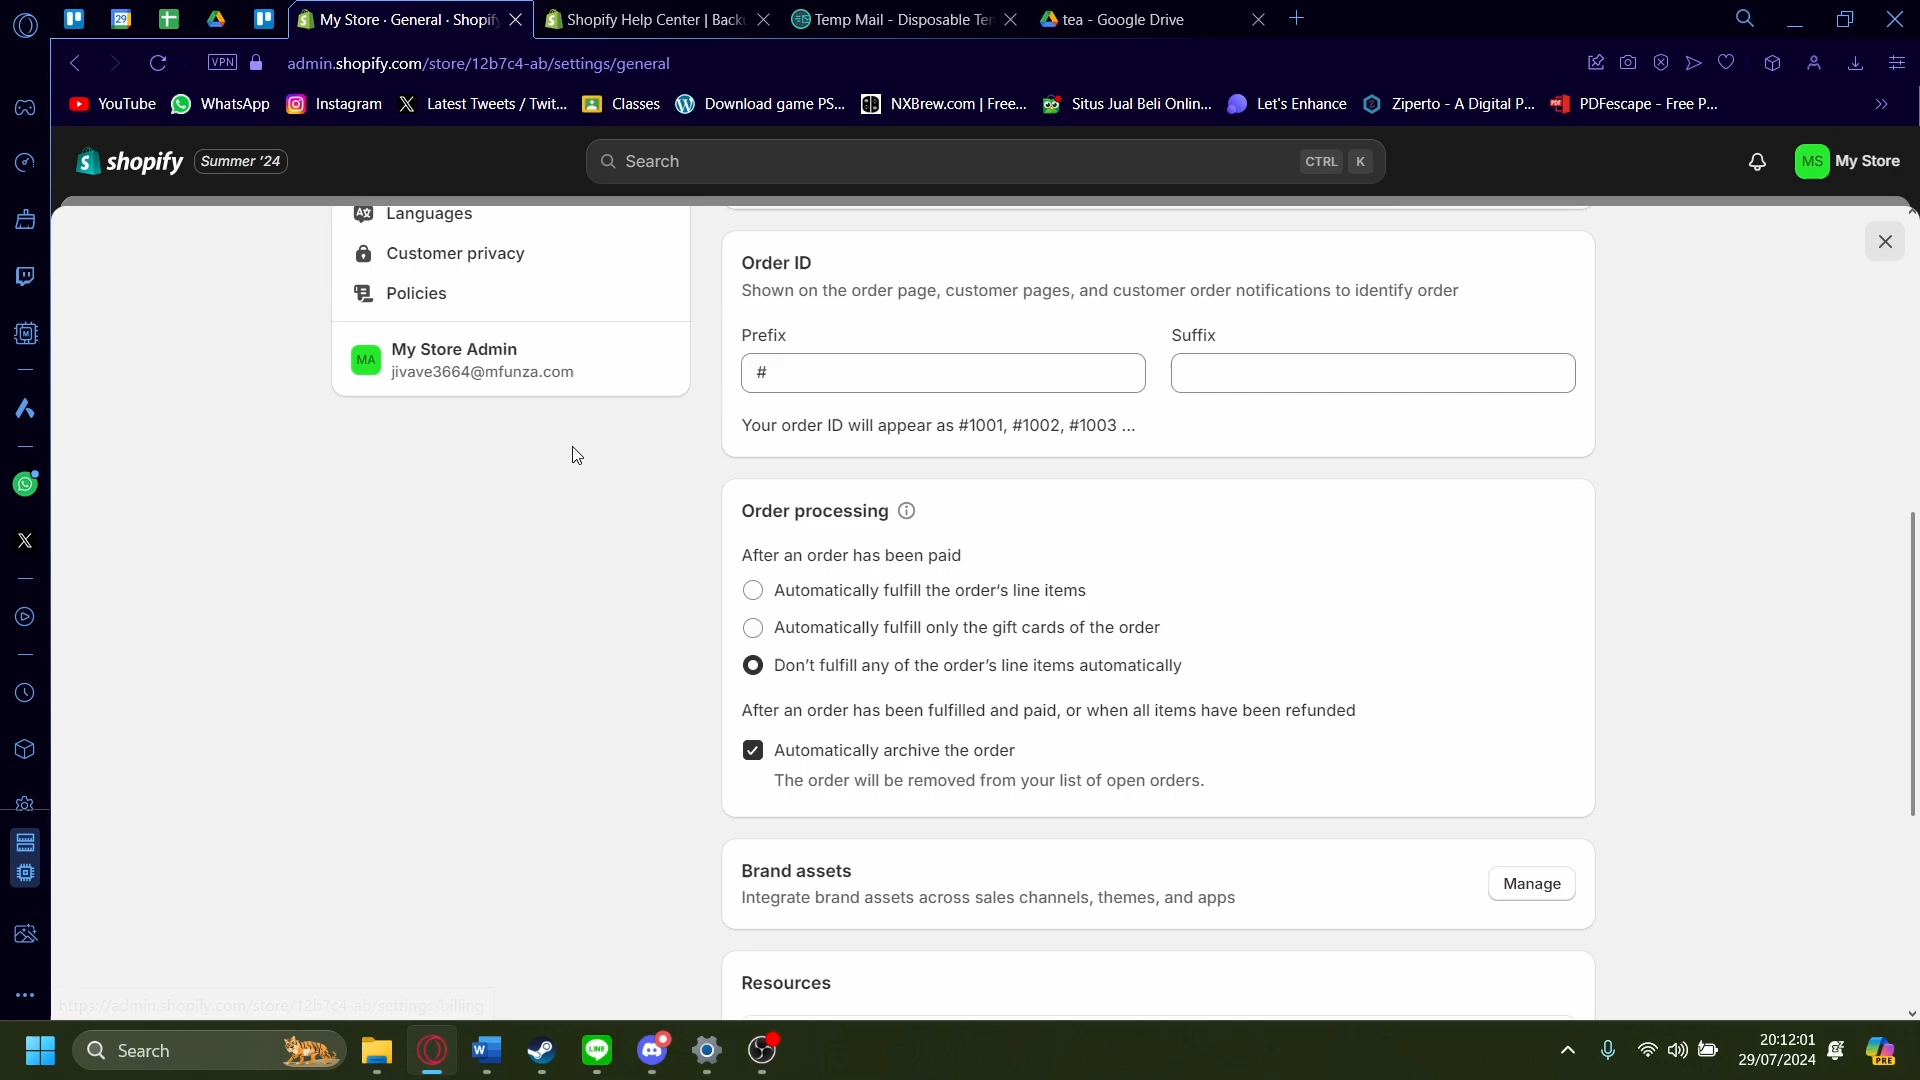 My Store · General · Shopify
Shopify Help Center | Back
Temp Mail - Disposable Ter
tea - Google Drive
VPN
admin.shopify.com/store/12b7c4-ab/settings/general
YouTube
WhatsApp
Instagram
Latest Tweets / Twit...
Classes
Download game PS...
NXBrew.com | Free...
Situs Jual Beli Onlin...
Let's Enhance
Ziperto - A Digital P...
PDFescape - Free P...
shopify
Summer '24
Search
CTRL K
MS
My Store
Languages
Customer privacy
Policies
MA
My Store Admin
jivave3664@mfunza.com
Order ID
Shown on the order page, customer pages, and customer order notifications to identify order
Prefix
Suffix
#
Your order ID will appear as #1001, #1002, #1003 ...
Order processing
After an order has been paid
Automatically fulfill the order's line items
Automatically fulfill only the gift cards of the order
Don't fulfill any of the order's line items automatically
After an order has been fulfilled and paid, or when all items have been refunded
Automatically archive the order
The order will be removed from your list of open orders.
Brand assets
Integrate brand assets across sales channels, themes, and apps
Manage
Resources
https://admin.shopify.com/store/12b7c4-ab/settings/billing
Search
20:12:01
29/07/2024